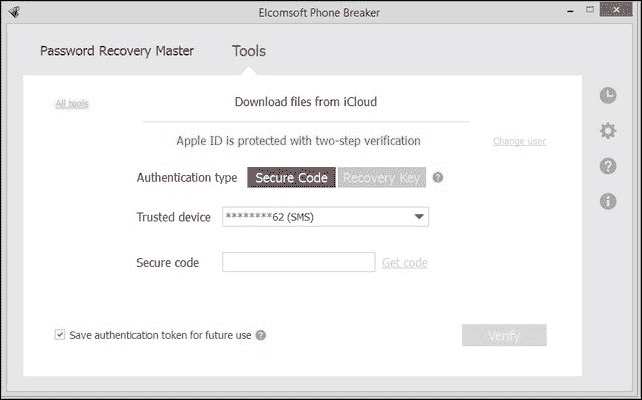 Elcomsoft Phone Breaker
Password Recovery Master Tools
All tools
Download files from iCloud
Apple ID is protected with two-step verification
Change user
Authentication type Secure Code Recovery Key ?
Trusted device ********62 (SMS)
Secure code Get code
Save authentication token for future use ?
Verify